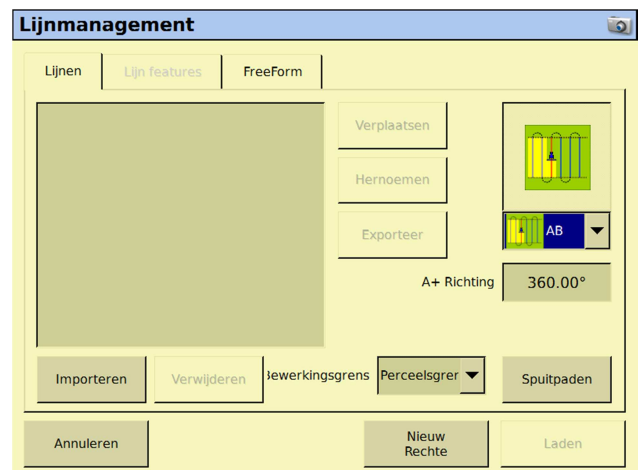 Lijnmanagement
Lijnen
Lijn features
FreeForm
Verplaatsen
Hernoemen
Exporteer
AB
A+ Richting
360.00°
Importeren
Verwijderen
Bewerkingsgrens
Perceelsgrer
Spuitpaden
Annuleren
Nieuw
Rechte
Laden